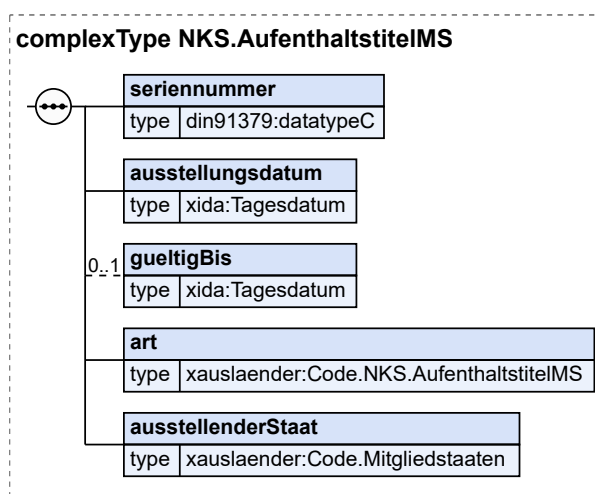 complexType NKS.AufenthaltstitelMS
seriennummer
type din91379:datatypeC
ausstellungsdatum
type xida:Tagesdatum
0..1 gueltigBis
type xida:Tagesdatum
art
type xauslaender:Code.NKS.AufenthaltstitelMS
ausstellenderStaat
type xauslaender:Code.Mitgliedstaaten